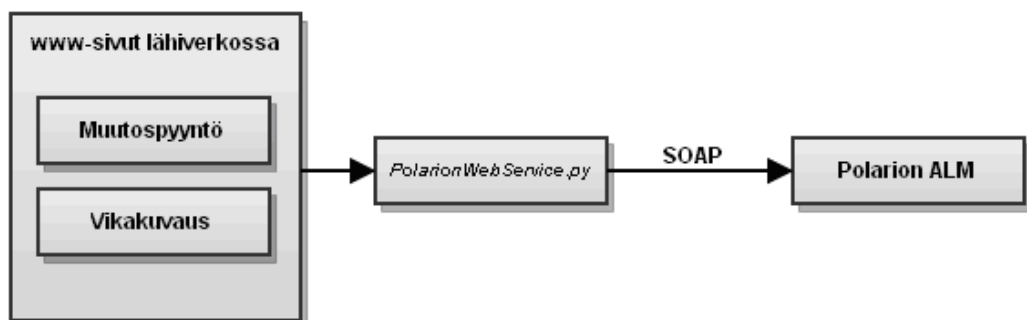 www-sivut lähiverkossa
Muutospyyntö
Vikakuvaus
PolarionWebService.py
SOAP
Polarion ALM